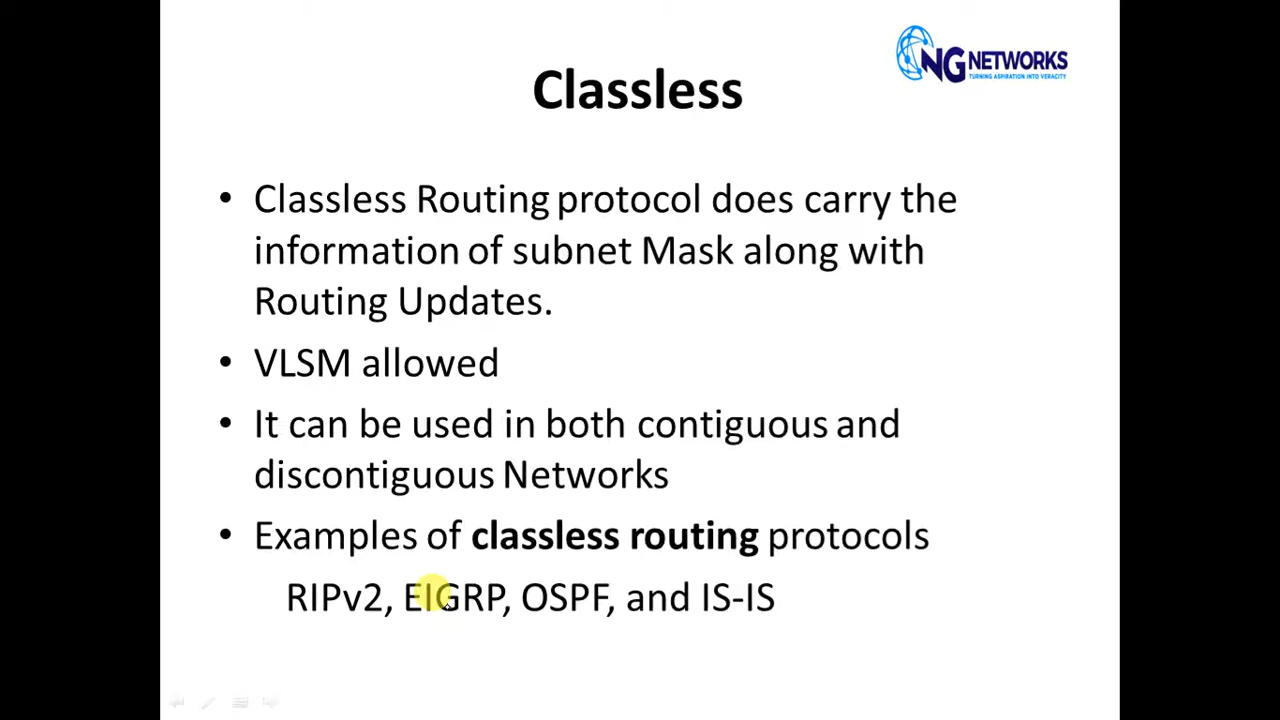 NG NETWORKS
TURNING ASPIRATION INTO VERACITY
Classless
• Classless Routing protocol does carry the
information of subnet Mask along with
Routing Updates.
• VLSM allowed
• It can be used in both contiguous and
discontiguous Networks
• Examples of classless routing protocols
RIPv2, EIGRP, OSPF, and IS-IS